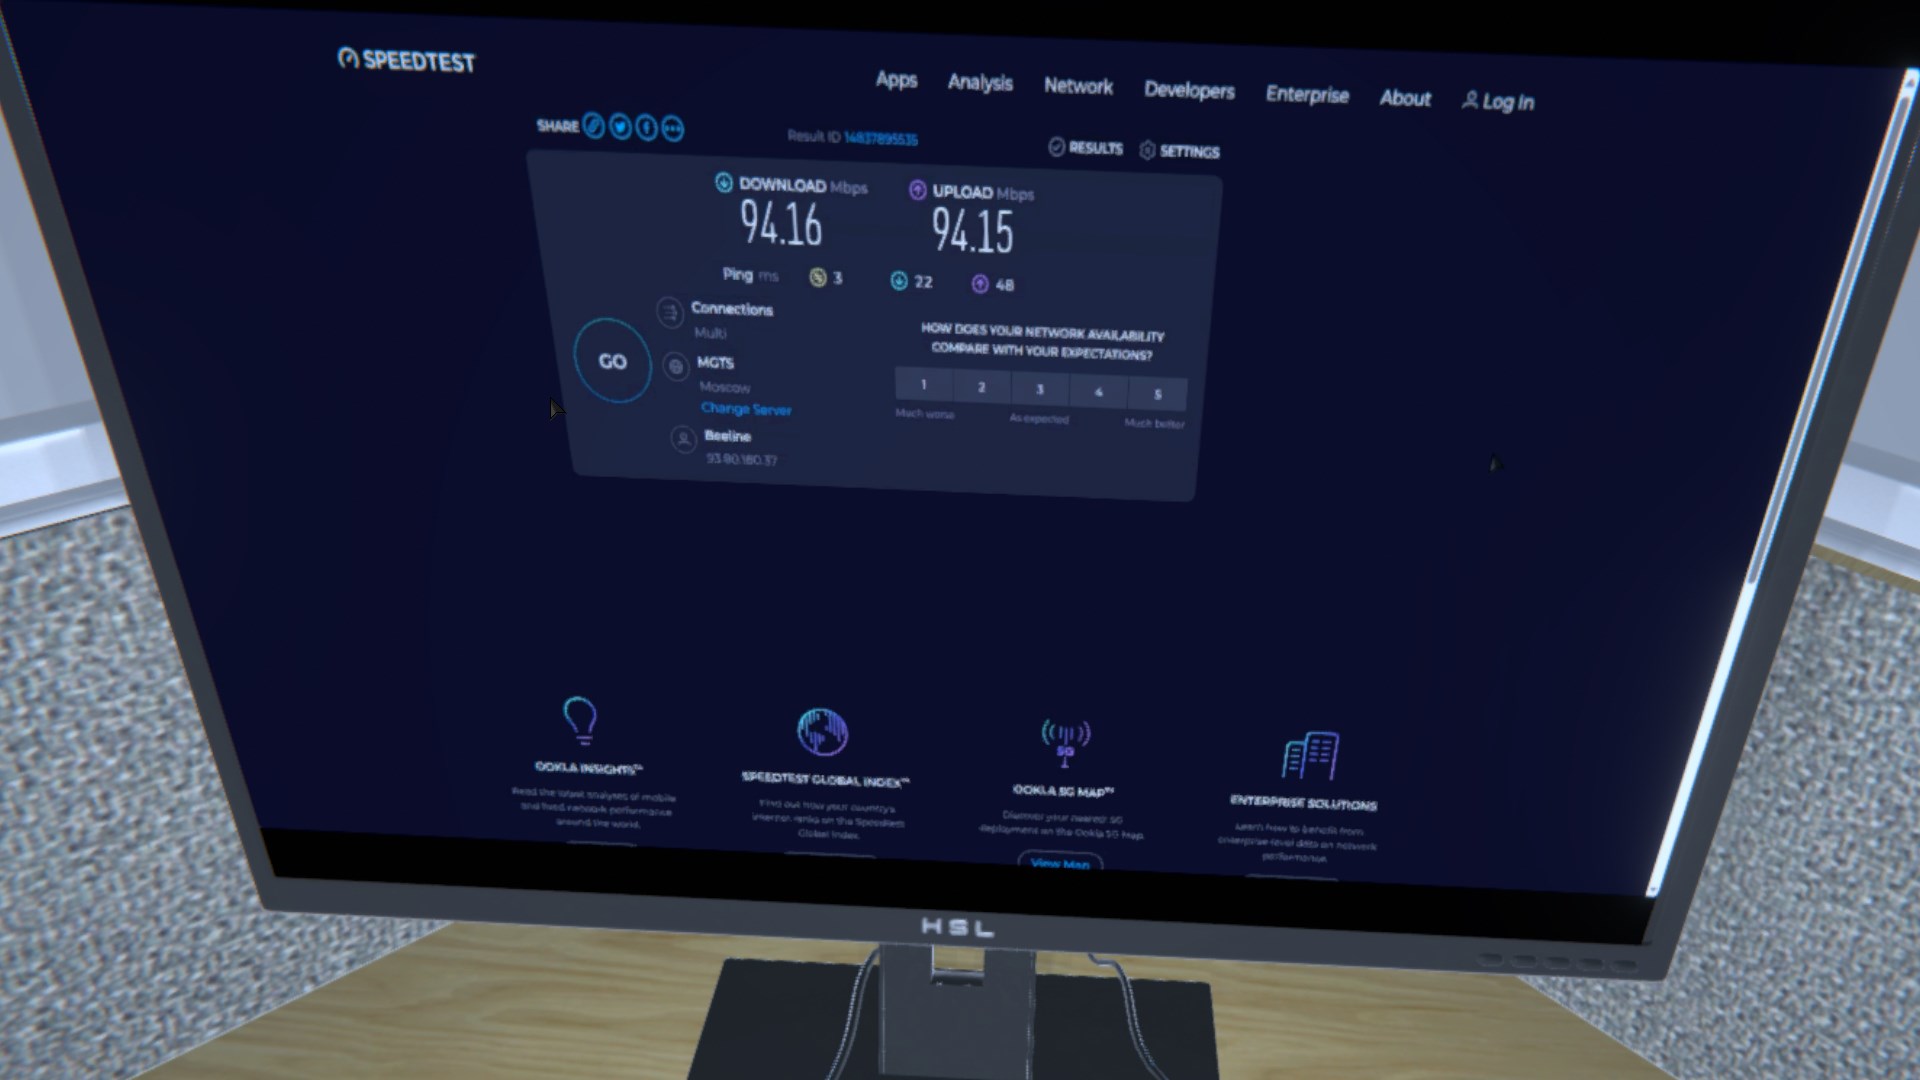 SPEEDTEST
Apps Analysis Network Developers Enterprise About Log In
SHARE
Result ID 14837895535
RESULTS SETTINGS
DOWNLOAD Mbps
94.16
UPLOAD Mbps
94.15
Ping ms 3 22 48
GO
Connections
Multi
MGTS
Moscow
Change Server
Beeline
93.80.180.37
HOW DOES YOUR NETWORK AVAILABILITY
COMPARE WITH YOUR EXPECTATIONS?
1 2 3 4 5
Much worse As expected Much better
OOKLA INSIGHTS™
Read the latest analyses of mobile
and fixed network performance
around the world.
SPEEDTEST GLOBAL INDEX™
Find out how your country's
internet ranks on the Speedtest
Global Index.
5G
OOKLA 5G MAP™
Discover your nearest 5G
deployment on the Ookla 5G Map.
View Map
ENTERPRISE SOLUTIONS
Learn how to benefit from
enterprise-level data on network
performance.
HSL